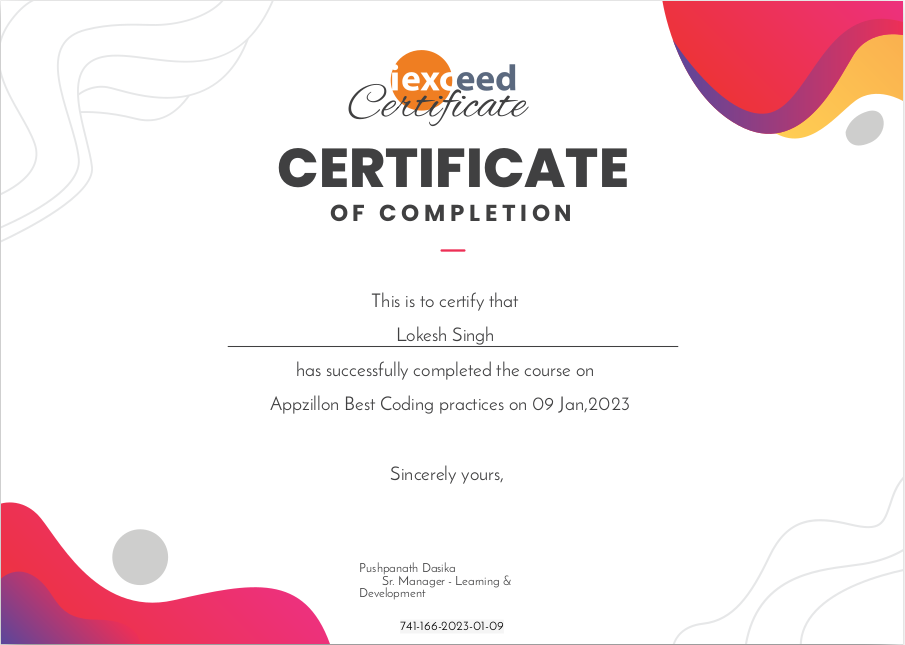 iexceed
Certificate
CERTIFICATE
OF COMPLETION
This is to certify that
Lokesh Singh
has successfully completed the course on
Appzillon Best Coding practices on 09 Jan,2023
Sincerely yours,
Pushpanath Dasika
Sr. Manager - Learning &
Development
741-166-2023-01-09